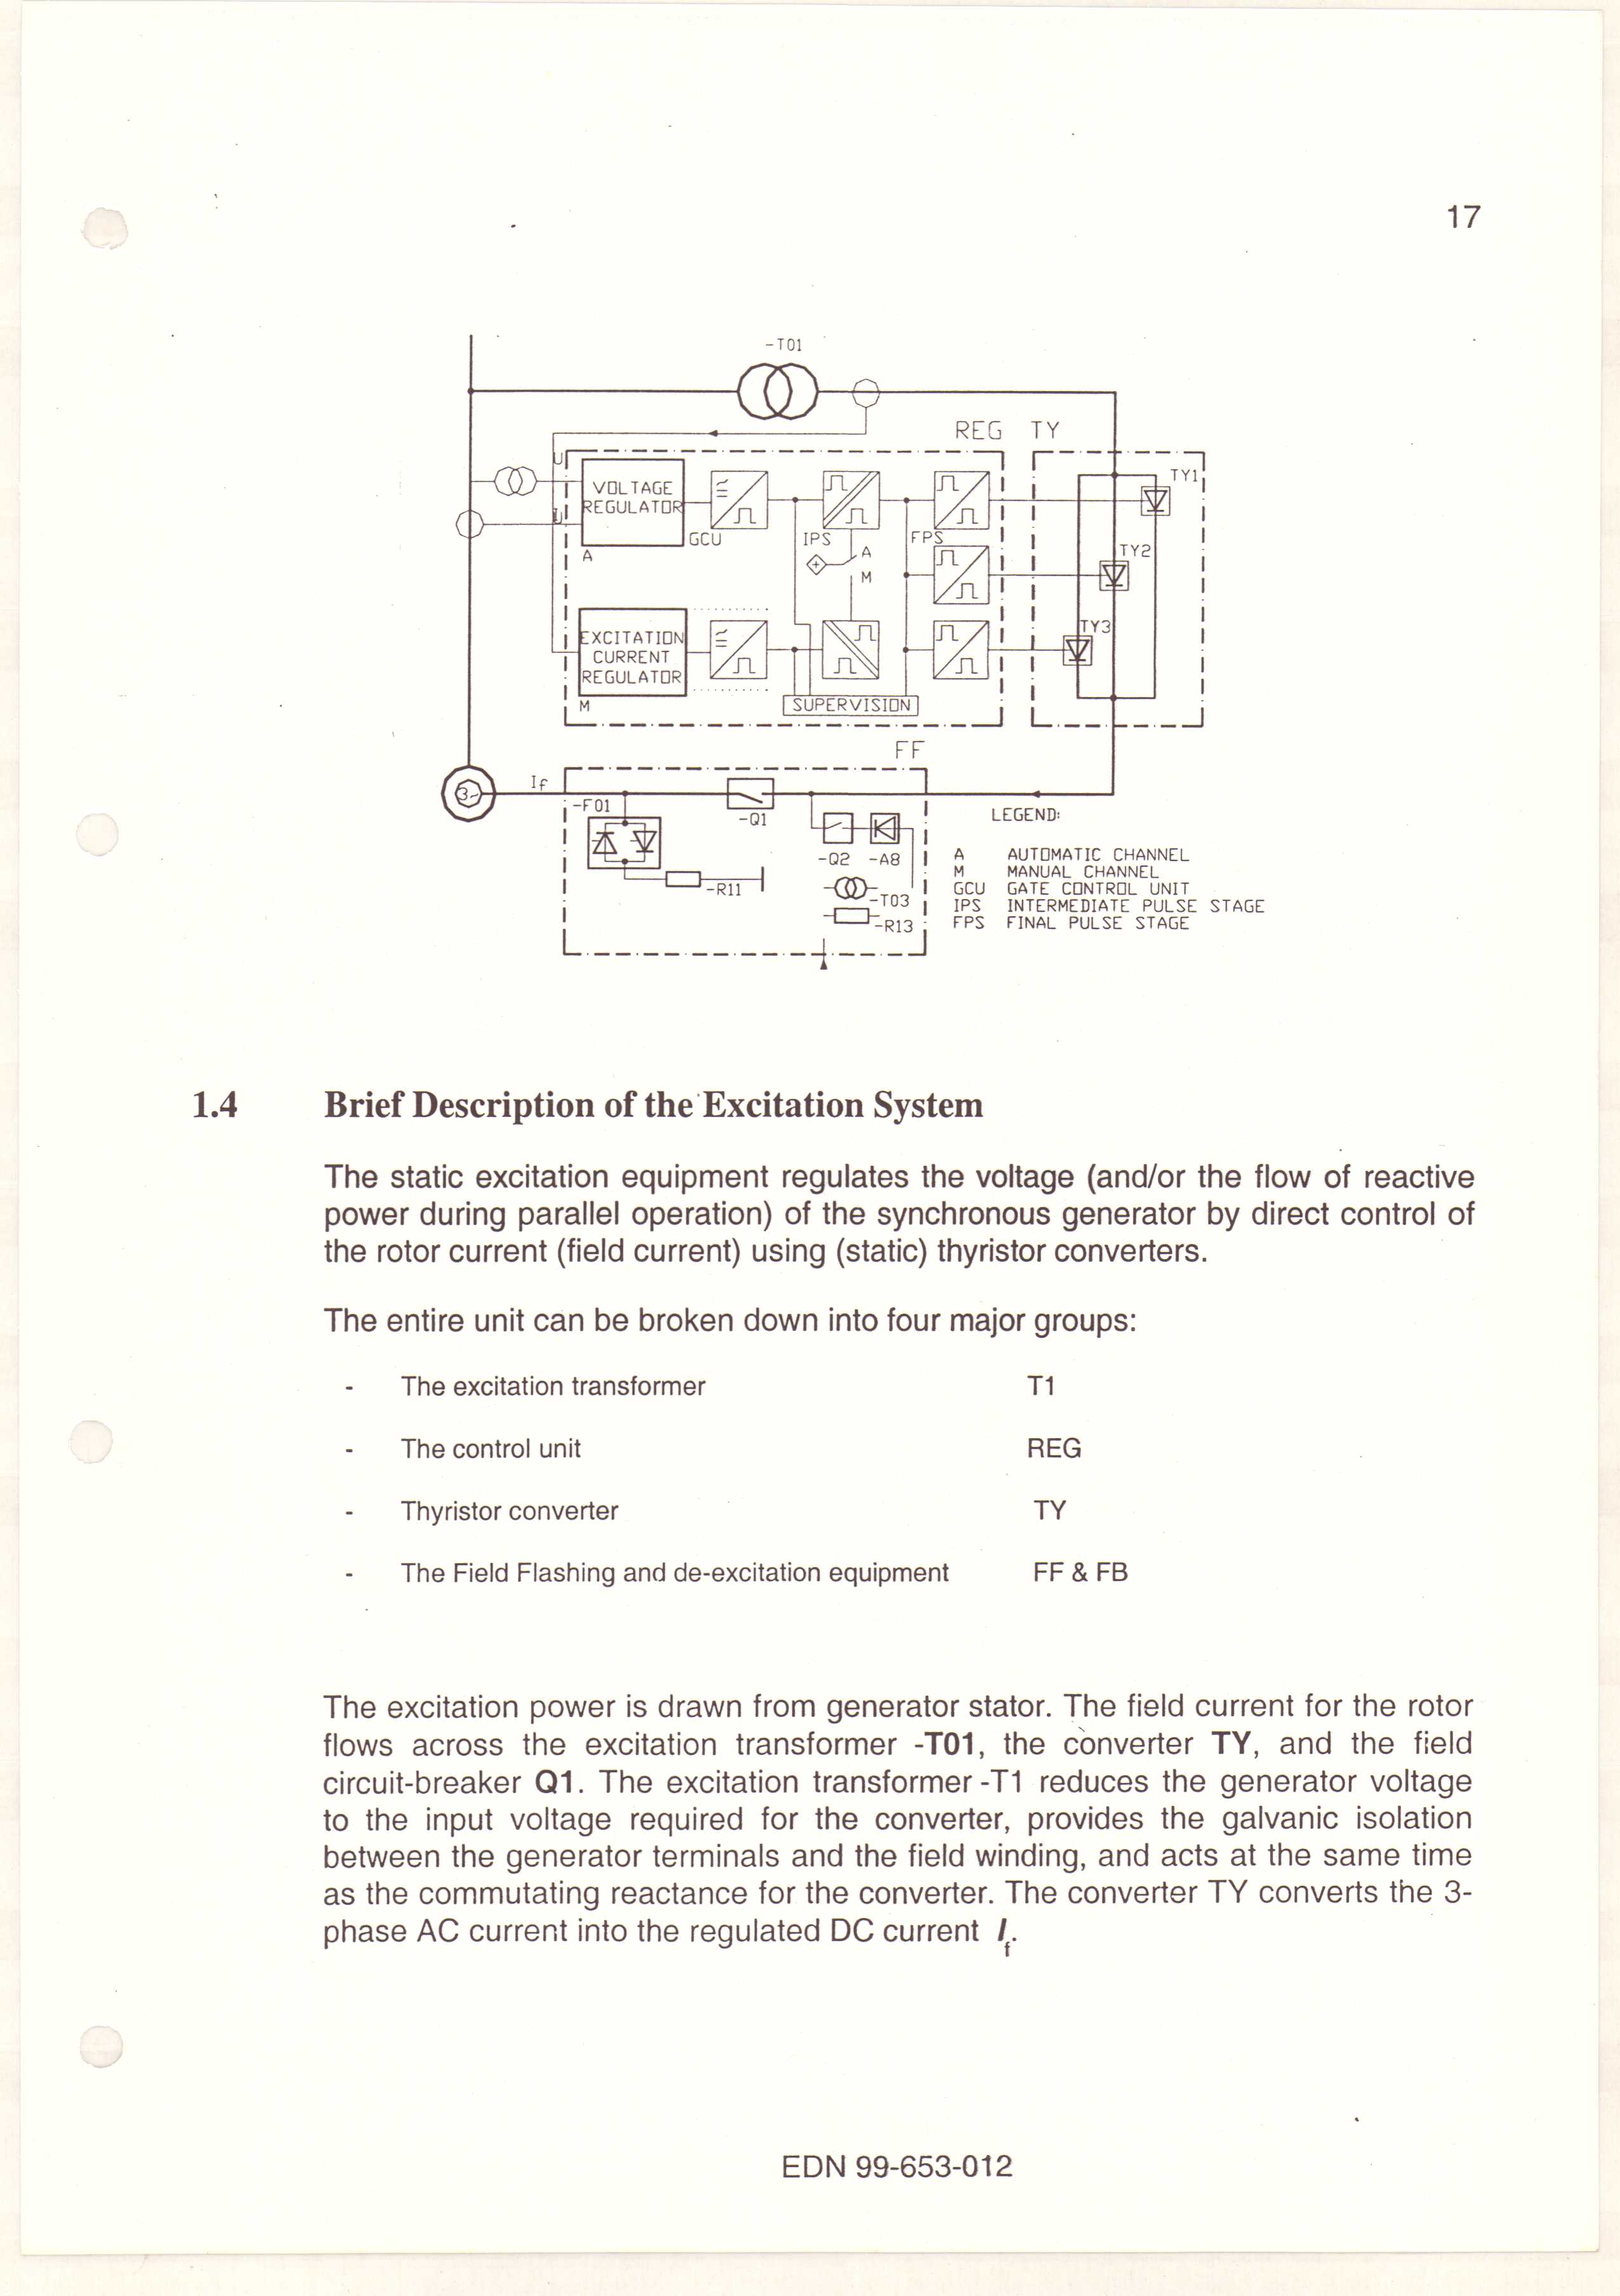 17
-T01
REG TY
U
VOLTAGE
REGULATOR
GCU
IPS
FPS
A
A
M
TY1
TY2
TY3
EXCITATION
CURRENT
REGULATOR
M
SUPERVISION
FF
If
3~
-F01
-Q1
-R11
-Q2 -A8
-T03
-R13
LEGEND:
A AUTOMATIC CHANNEL
M MANUAL CHANNEL
GCU GATE CONTROL UNIT
IPS INTERMEDIATE PULSE STAGE
FPS FINAL PULSE STAGE
1.4 Brief Description of the Excitation System
The static excitation equipment regulates the voltage (and/or the flow of reactive
power during parallel operation) of the synchronous generator by direct control of
the rotor current (field current) using (static) thyristor converters.
The entire unit can be broken down into four major groups:
- The excitation transformer T1
- The control unit REG
- Thyristor converter TY
- The Field Flashing and de-excitation equipment FF & FB
The excitation power is drawn from generator stator. The field current for the rotor
flows across the excitation transformer -T01, the converter TY, and the field
circuit-breaker Q1. The excitation transformer -T1 reduces the generator voltage
to the input voltage required for the converter, provides the galvanic isolation
between the generator terminals and the field winding, and acts at the same time
as the commutating reactance for the converter. The converter TY converts the 3-
phase AC current into the regulated DC current If.
EDN 99-653-012